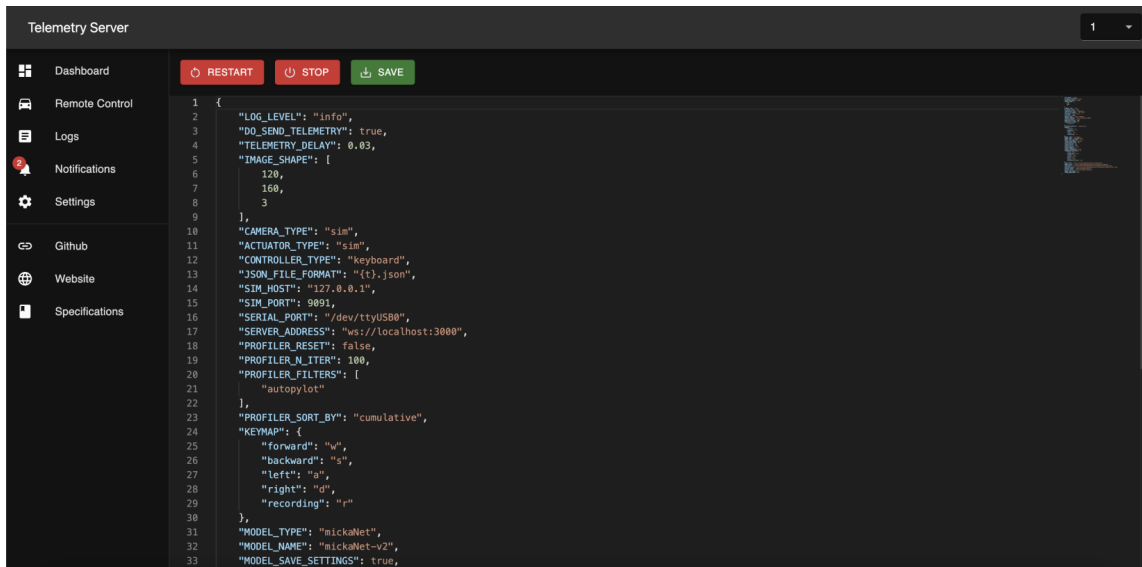 Telemetry Server
1
Dashboard
Remote Control
Logs
2
Notifications
Settings
Github
Website
Specifications
RESTART
STOP
SAVE
1 {
2 "LOG_LEVEL": "info",
3 "DO_SEND_TELEMETRY": true,
4 "TELEMETRY_DELAY": 0.03,
5 "IMAGE_SHAPE": [
6 120,
7 160,
8 3
9 ],
10 "CAMERA_TYPE": "sim",
11 "ACTUATOR_TYPE": "sim",
12 "CONTROLLER_TYPE": "keyboard",
13 "JSON_FILE_FORMAT": "{t}.json",
14 "SIM_HOST": "127.0.0.1",
15 "SIM_PORT": 9091,
16 "SERIAL_PORT": "/dev/ttyUSB0",
17 "SERVER_ADDRESS": "ws://localhost:3000",
18 "PROFILER_RESET": false,
19 "PROFILER_N_ITER": 100,
20 "PROFILER_FILTERS": [
21 "autopylot"
22 ],
23 "PROFILER_SORT_BY": "cumulative",
24 "KEYMAP": {
25 "forward": "w",
26 "backward": "s",
27 "left": "a",
28 "right": "d",
29 "recording": "r"
30 },
31 "MODEL_TYPE": "mickaNet",
32 "MODEL_NAME": "mickaNet-v2",
33 "MODEL_SAVE_SETTINGS": true,